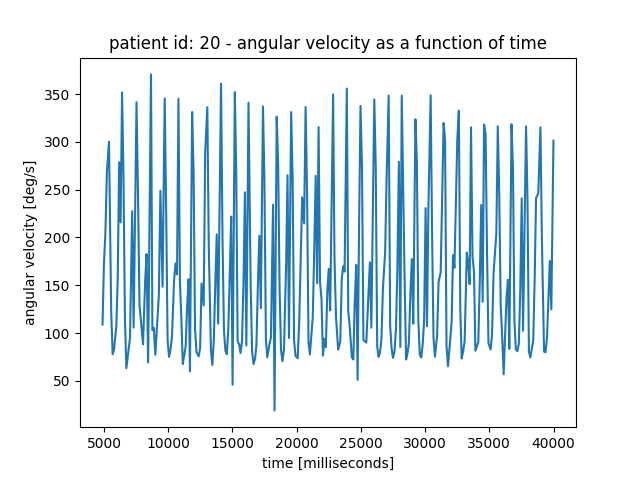 patient id: 20 - angular velocity as a function of time
angular velocity [deg/s]
350
300
250
200
150
100
50
5000 10000 15000 20000 25000 30000 35000 40000
time [milliseconds]